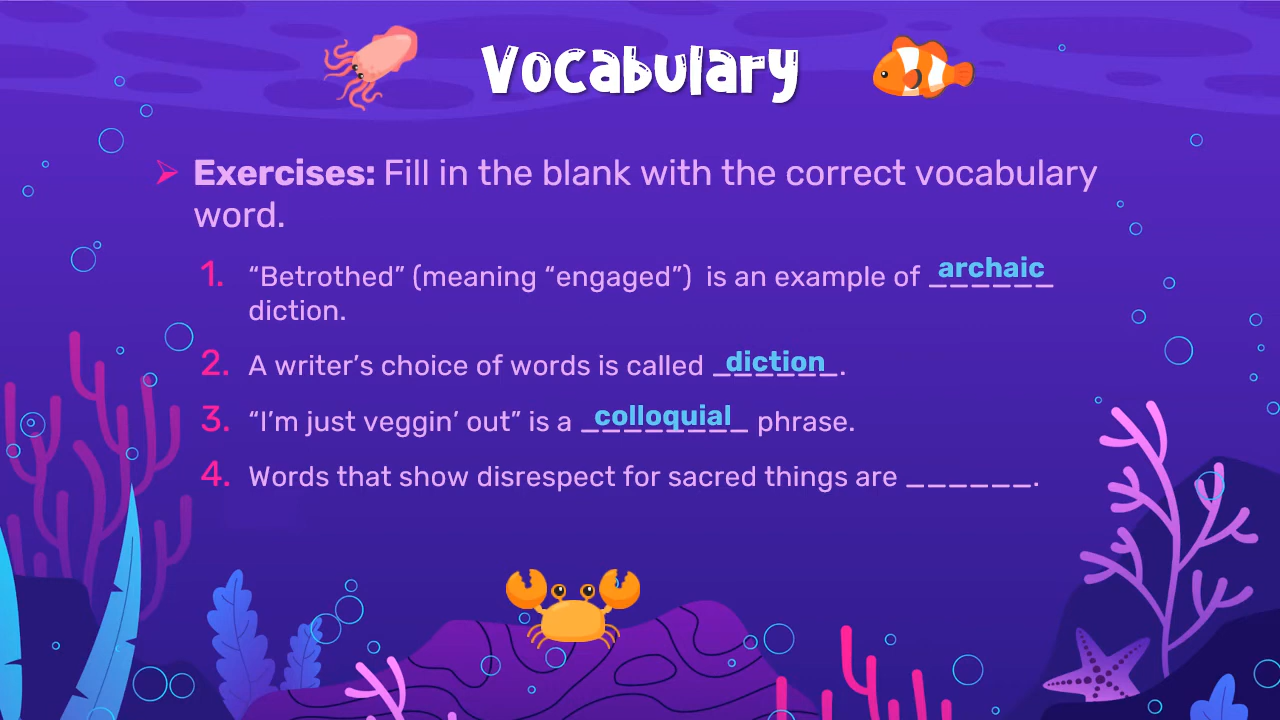 Vocabulary
➢ Exercises: Fill in the blank with the correct vocabulary
word.
1. “Betrothed” (meaning “engaged”) is an example of archaic
diction.
2. A writer’s choice of words is called diction.
3. “I’m just veggin’ out” is a colloquial phrase.
4. Words that show disrespect for sacred things are ______.